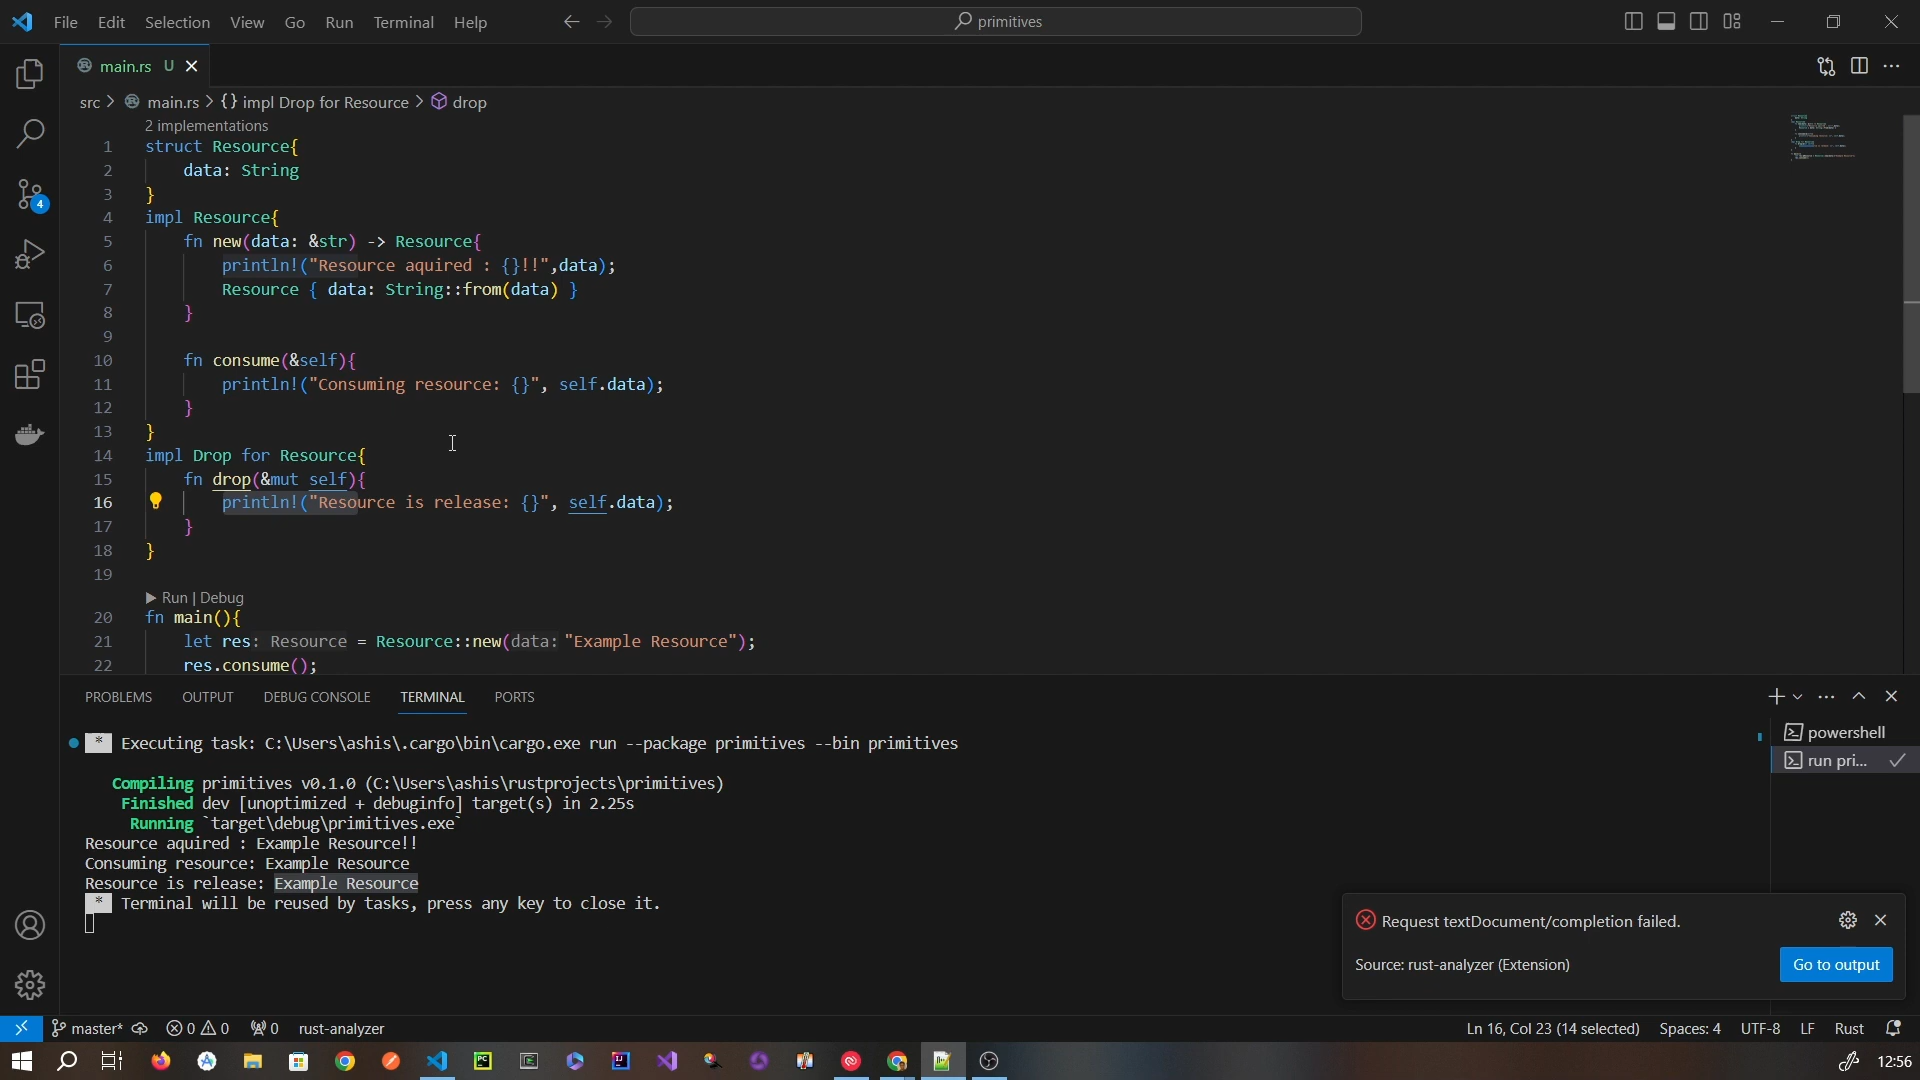 File Edit Selection View Go Run Terminal Help primitives
main.rs U
src > main.rs > {} impl Drop for Resource > drop
2 implementations
1 struct Resource{
2 data: String
3 }
4 impl Resource{
5 fn new(data: &str) -> Resource{
6 println!("Resource aquired : {}!!",data);
7 Resource { data: String::from(data) }
8 }
9
10 fn consume(&self){
11 println!("Consuming resource: {}", self.data);
12 }
13 }
14 impl Drop for Resource{
15 fn drop(&mut self){
16 println!("Resource is release: {}", self.data);
17 }
18 }
19
Run | Debug
20 fn main(){
21 let res: Resource = Resource::new(data: "Example Resource");
22 res.consume();
4
PROBLEMS OUTPUT DEBUG CONSOLE TERMINAL PORTS
* Executing task: C:\Users\ashis\.cargo\bin\cargo.exe run --package primitives --bin primitives
Compiling primitives v0.1.0 (C:\Users\ashis\rustprojects\primitives)
Finished dev [unoptimized + debuginfo] target(s) in 2.25s
Running `target\debug\primitives.exe`
Resource aquired : Example Resource!!
Consuming resource: Example Resource
Resource is release: Example Resource
* Terminal will be reused by tasks, press any key to close it.
powershell
run pri...
Request textDocument/completion failed.
Source: rust-analyzer (Extension)
Go to output
master* 0 0 0 rust-analyzer Ln 16, Col 23 (14 selected) Spaces: 4 UTF-8 LF Rust
12:56